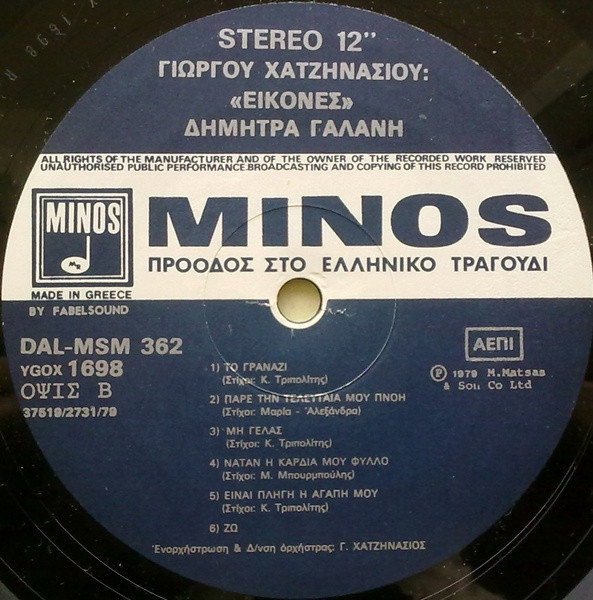 STEREO 12"
ΓΙΩΡΓΟΥ ΧΑΤΖΗΝΑΣΙΟΥ:
«ΕΙΚΟΝΕΣ»
ΔΗΜΗΤΡΑ ΓΑΛΑΝΗ
ALL RIGHTS OF THE MANUFACTURER AND OF THE OWNER OF THE RECORDED WORK RESERVED
UNAUTHORISED PUBLIC PERFORMANCE.BROADCASTING AND COPYING OF THIS RECORD PROHIBITED
MINOS
MR
MINOS
ΠΡΟΟΔΟΣ ΣΤΟ ΕΛΛΗΝΙΚΟ ΤΡΑΓΟΥΔΙ
MADE IN GREECE
BY FABELSOUND
DAL-MSM 362
YGOX 1698
ΟΨΙΣ Β
37519/2731/79
ΑΕΠΙ
Ⓟ 1979 M.Matsas
& Son Co Ltd
1) ΤΟ ΓΡΑΝΑΖΙ
(Στίχοι: Κ. Τριπολίτης)
2) ΠΑΡΕ ΤΗΝ ΤΕΛΕΥΤΑΙΑ ΜΟΥ ΠΝΟΗ
(Στίχοι: Μαρία - Ἀλεξάνδρα)
3) ΜΗ ΓΕΛΑΣ
(Στίχοι: Κ. Τριπολίτης)
4) ΝΑΤΑΝ Η ΚΑΡΔΙΑ ΜΟΥ ΦΥΛΛΟ
(Στίχοι: Μ. Μπουρμπούλης)
5) ΕΙΝΑΙ ΠΛΗΓΗ Η ΑΓΑΠΗ ΜΟΥ
(Στίχοι: Κ. Τριπολίτης)
6) ΖΩ
Ἐνορχήστρωση & Δ/νση ὀρχήστρας: Γ. ΧΑΤΖΗΝΑΣΙΟΣ